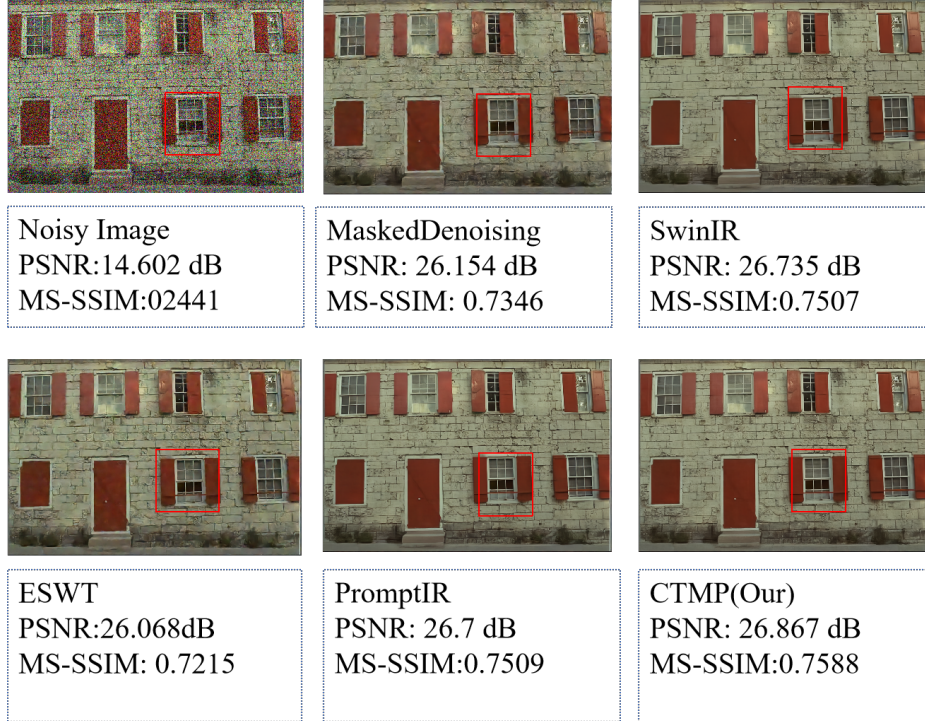 Noisy Image
PSNR:14.602 dB
MS-SSIM:02441
MaskedDenoising
PSNR: 26.154 dB
MS-SSIM: 0.7346
SwinIR
PSNR: 26.735 dB
MS-SSIM:0.7507
ESWT
PSNR:26.068dB
MS-SSIM: 0.7215
PromptIR
PSNR: 26.7 dB
MS-SSIM:0.7509
CTMP(Our)
PSNR: 26.867 dB
MS-SSIM:0.7588